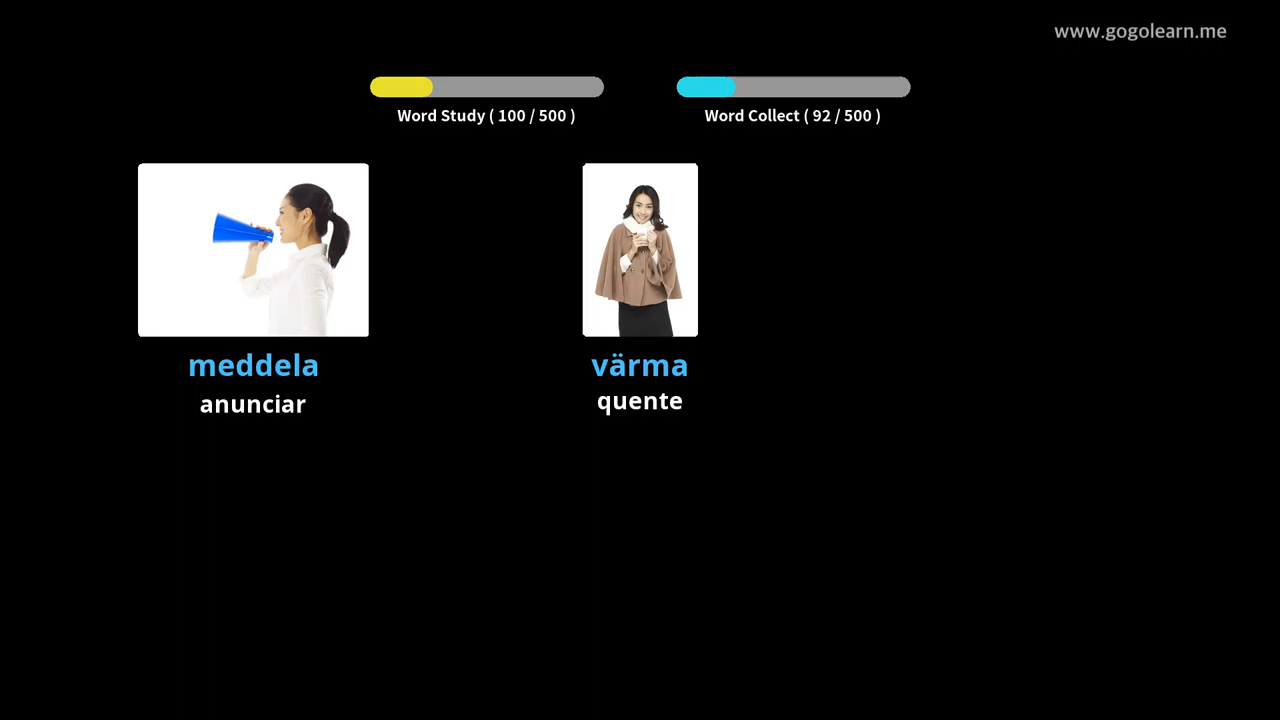 www.gogolearn.me
Word Study ( 100 / 500 )
Word Collect ( 92 / 500 )
meddela
anunciar
värma
quente